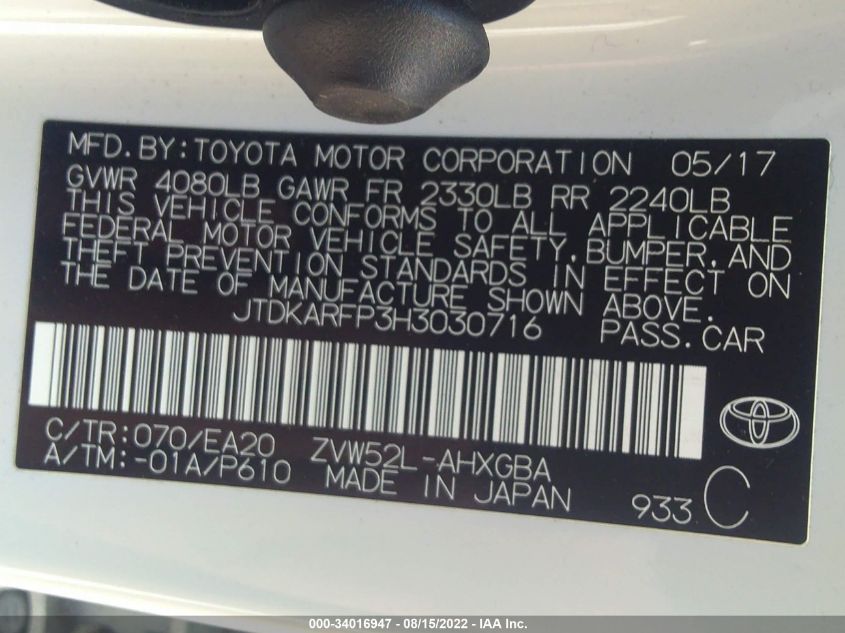 MFD. BY: TOYOTA MOTOR CORPORATION 05/17
GVWR 4080LB GAWR FR 2330LB RR 2240LB
THIS VEHICLE CONFORMS TO ALL APPLICABLE
FEDERAL MOTOR VEHICLE SAFETY, BUMPER, AND
THEFT PREVENTION STANDARDS IN EFFECT ON
THE DATE OF MANUFACTURE SHOWN ABOVE.
JTDKARFP3H3030716 PASS. CAR
C/TR: 070/EA20 ZVW52L-AHXGBA
A/TM: -01A/P610 MADE IN JAPAN 933 C
000-34016947 - 08/15/2022 - IAA Inc.